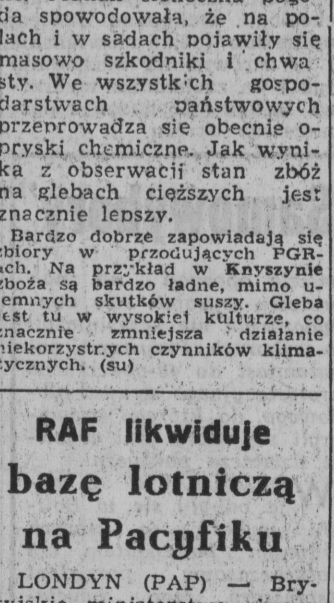 dia spowodowała, że na po-
lach i w sadach pojawiły się
masowo szkodniki i chwa
sty. We wszystk:ch gospo-
darstwach państwowych
przeprowadza się obecnie o-
pryski chemiczne. Jak wyni-
ka z obserwacji stan zbóż
na glebach cięższych jest
znacznie lepszy.
Bardzo dobrze zapowiadają się
zbiory w przodujących PGR-
ach. Na przykład w Knyszynie
zboża są bardzo ładne, mimo u-
jemnych skutków suszy. Gleba
jest tu w wysokiej kulturze, co
znacznie zmniejsza działanie
niekorzystnych czynników klima-
tycznych. (su)
RAF likwiduje
bazę lotniczą
na Pacyfiku
LONDYN (PAP) — Bry-